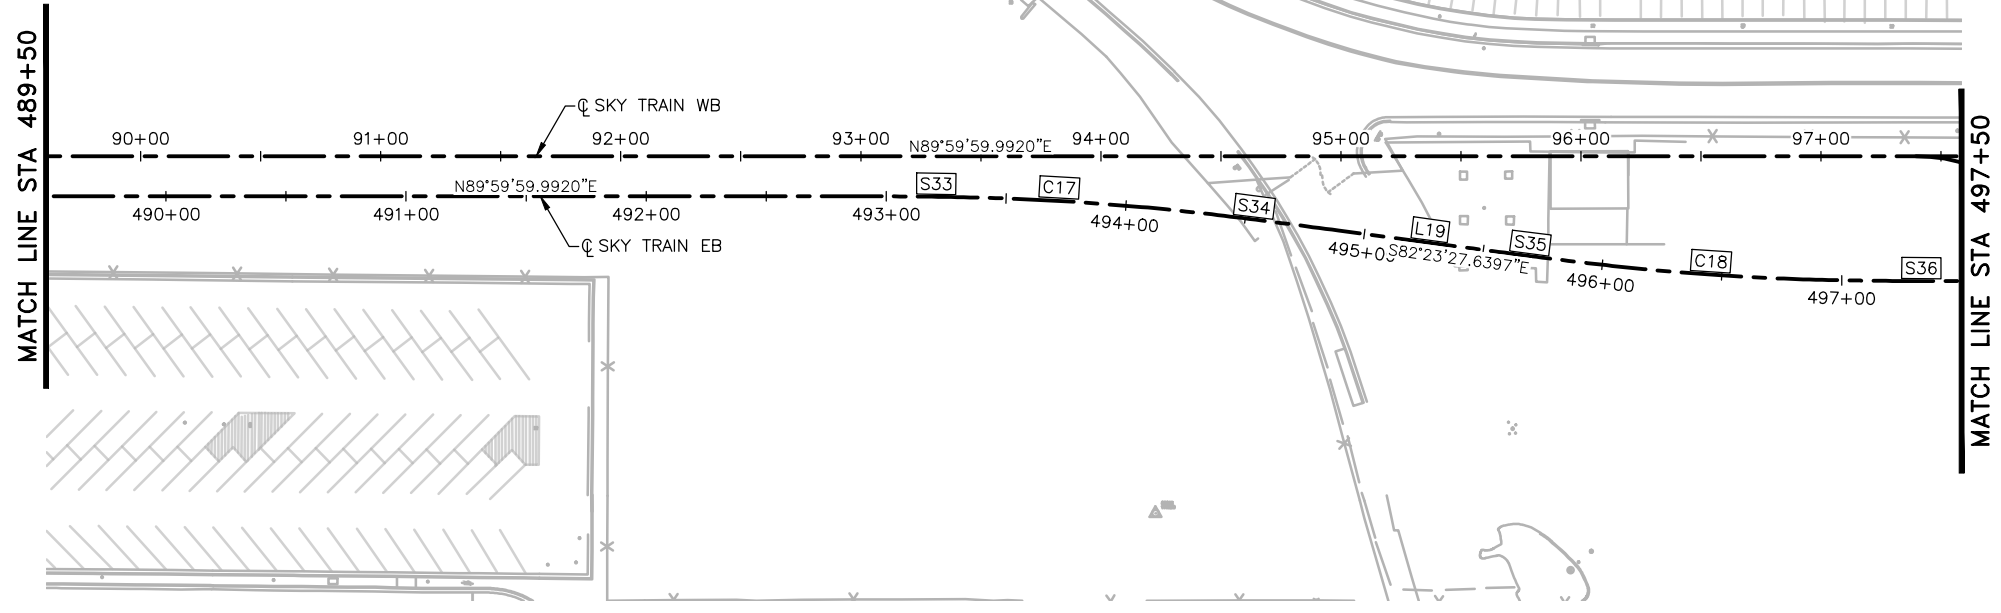 MATCH LINE STA 489+50
℄ SKY TRAIN WB
90+00 91+00 92+00 93+00 94+00 95+00 96+00 97+00
N89°59'59.9920"E
N89°59'59.9920"E
S33 C17 S34 L19 S35 C18 S36
490+00 491+00 492+00 493+00 494+00 495+00 496+00 497+00
S82°23'27.6397"E
℄ SKY TRAIN EB
MATCH LINE STA 497+50